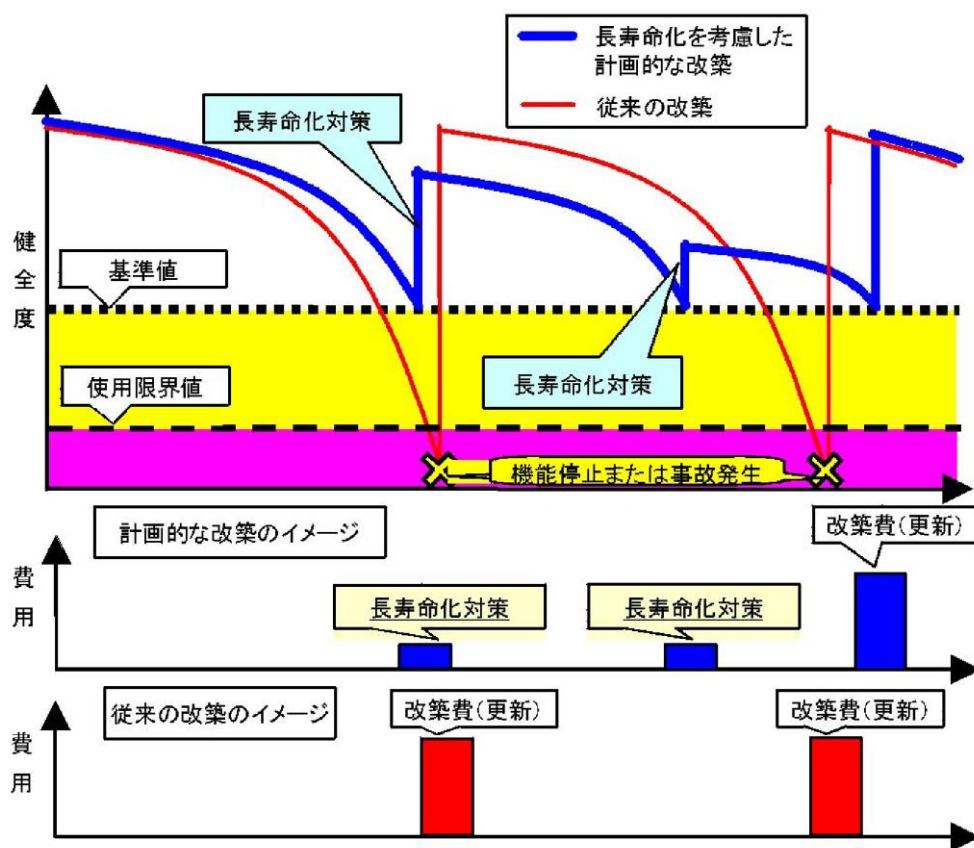 長寿命化を考慮した
計画的な改築
従来の改築
長寿命化対策
健全度
基準値
使用限界値
長寿命化対策
機能停止または事故発生
計画的な改築のイメージ
改築費(更新)
費用
長寿命化対策
長寿命化対策
従来の改築のイメージ
改築費(更新)
改築費(更新)
費用